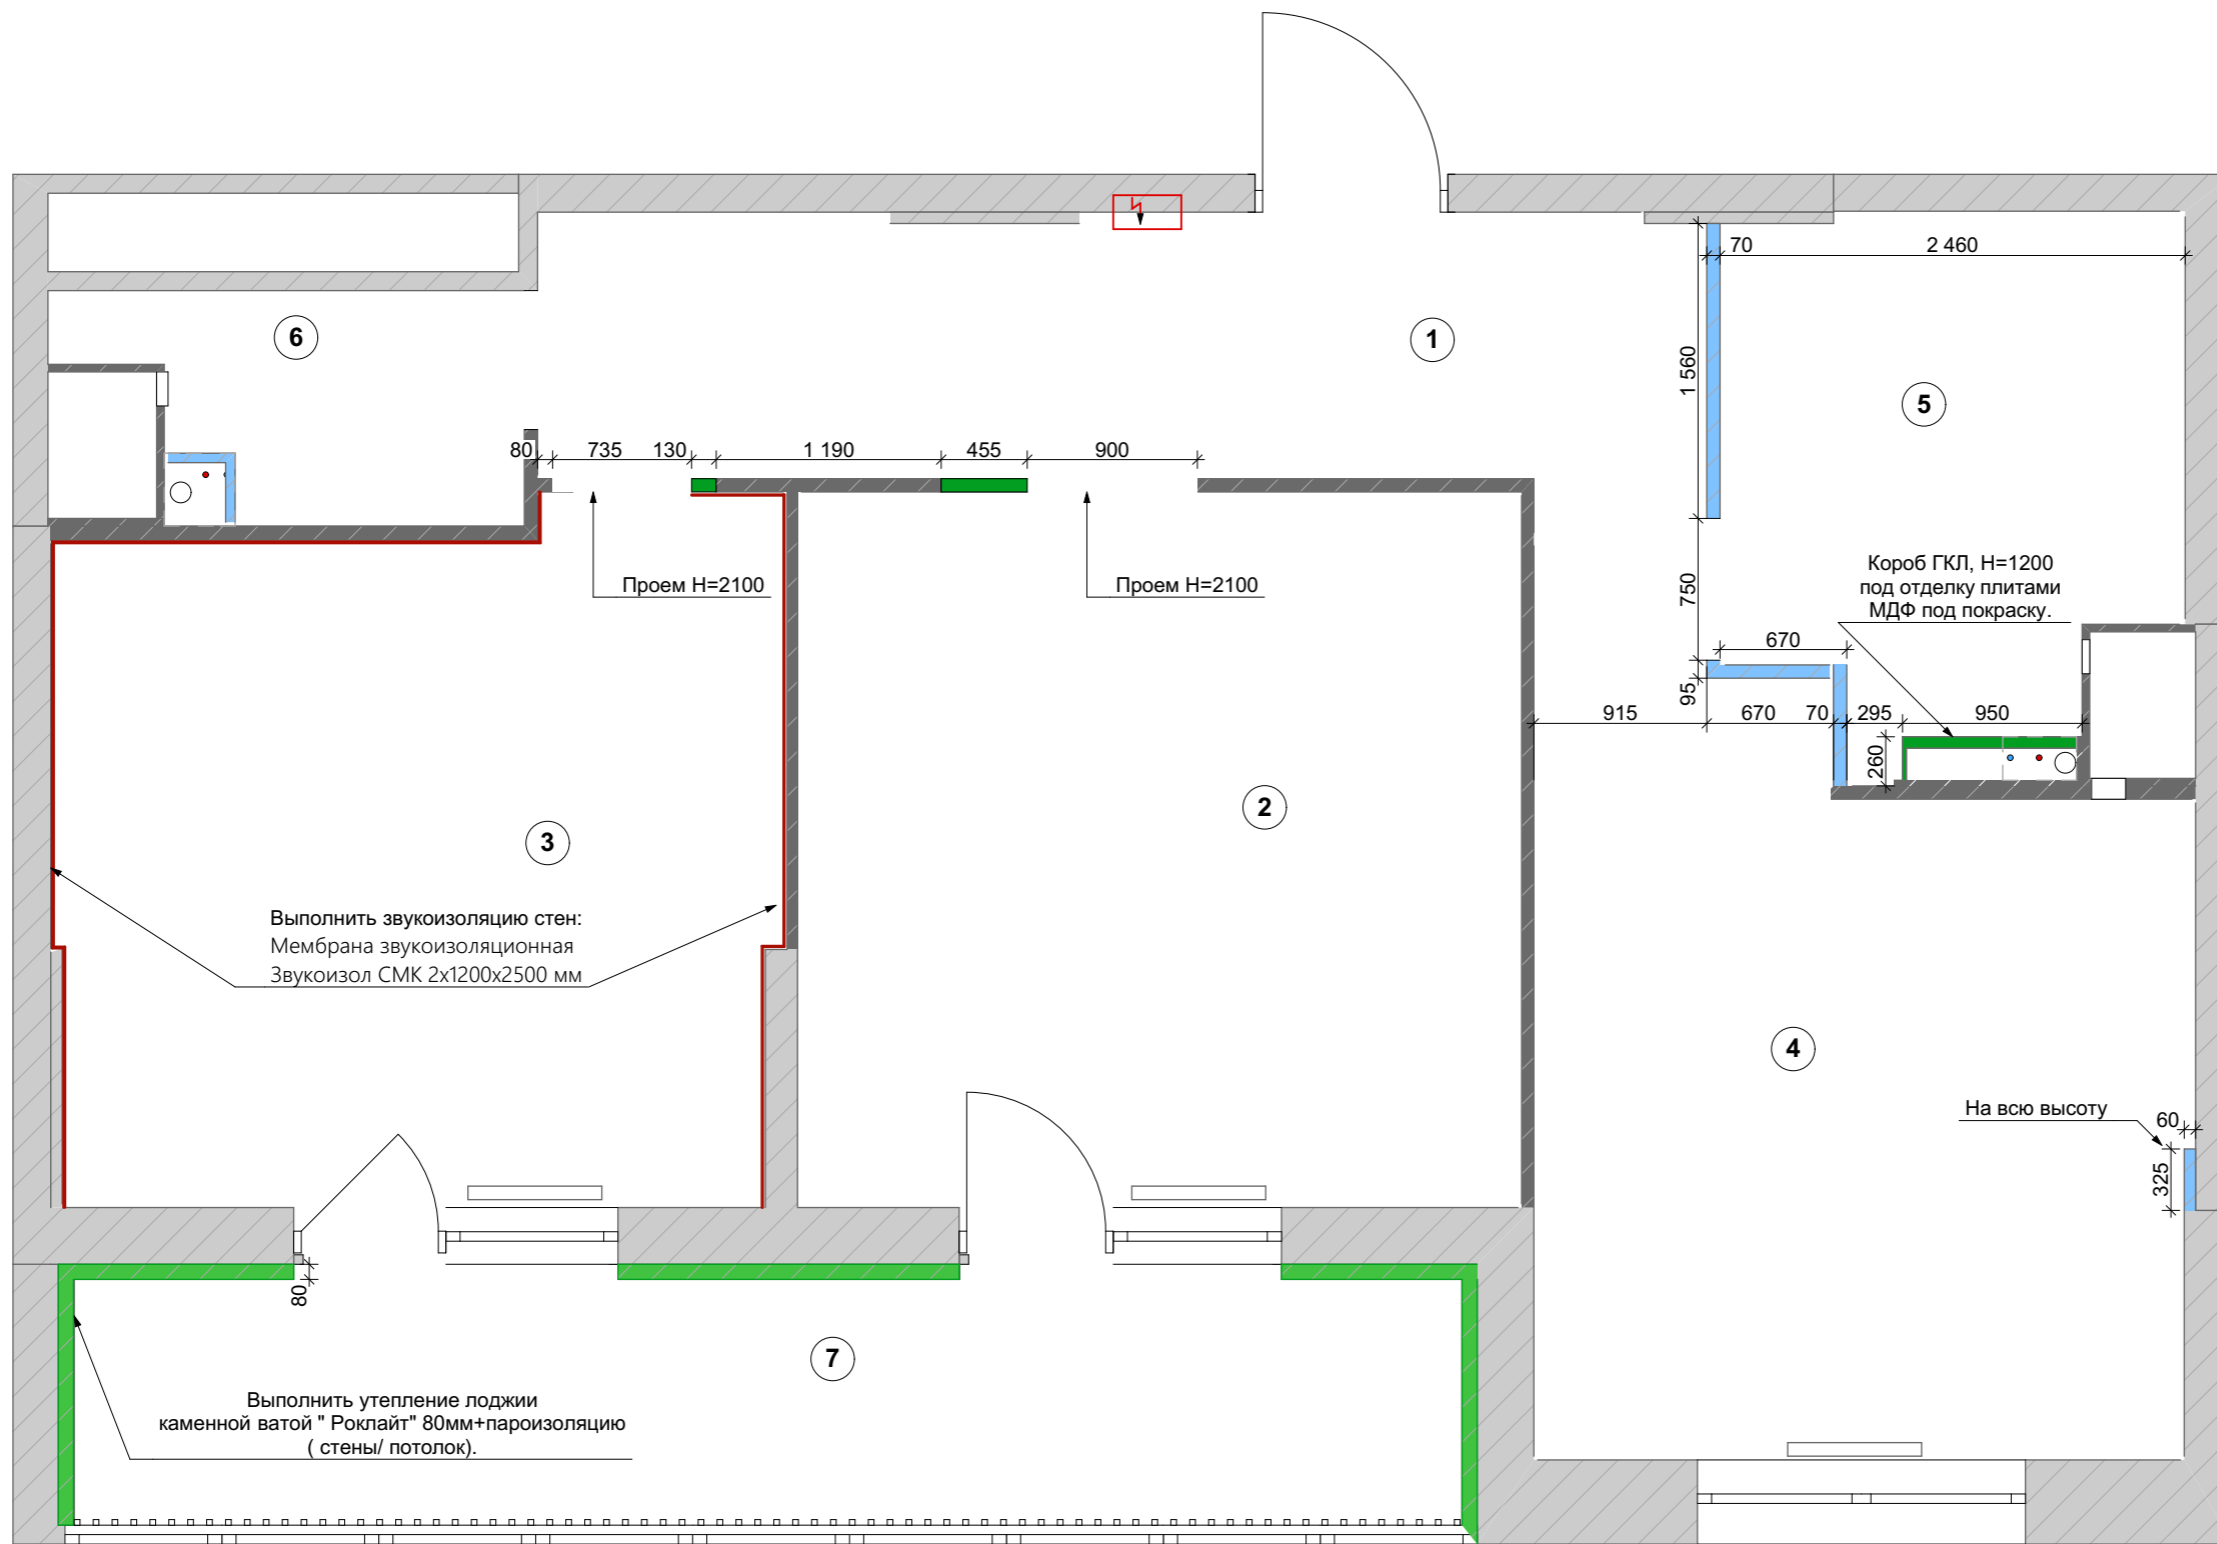 70
2 460
6
1
1 560
5
80
735
130
1 190
455
900
Короб ГКЛ, H=1200
под отделку плитами
МДФ под покраску.
Проем H=2100
Проем H=2100
750
670
95
915
670
70
295
950
260
2
3
Выполнить звукоизоляцию стен:
Мембрана звукоизоляционная
Звукоизол СМК 2х1200х2500 мм
4
На всю высоту
60
325
80
7
Выполнить утепление лоджии
каменной ватой " Роклайт" 80мм+пароизоляцию
( стены/ потолок).